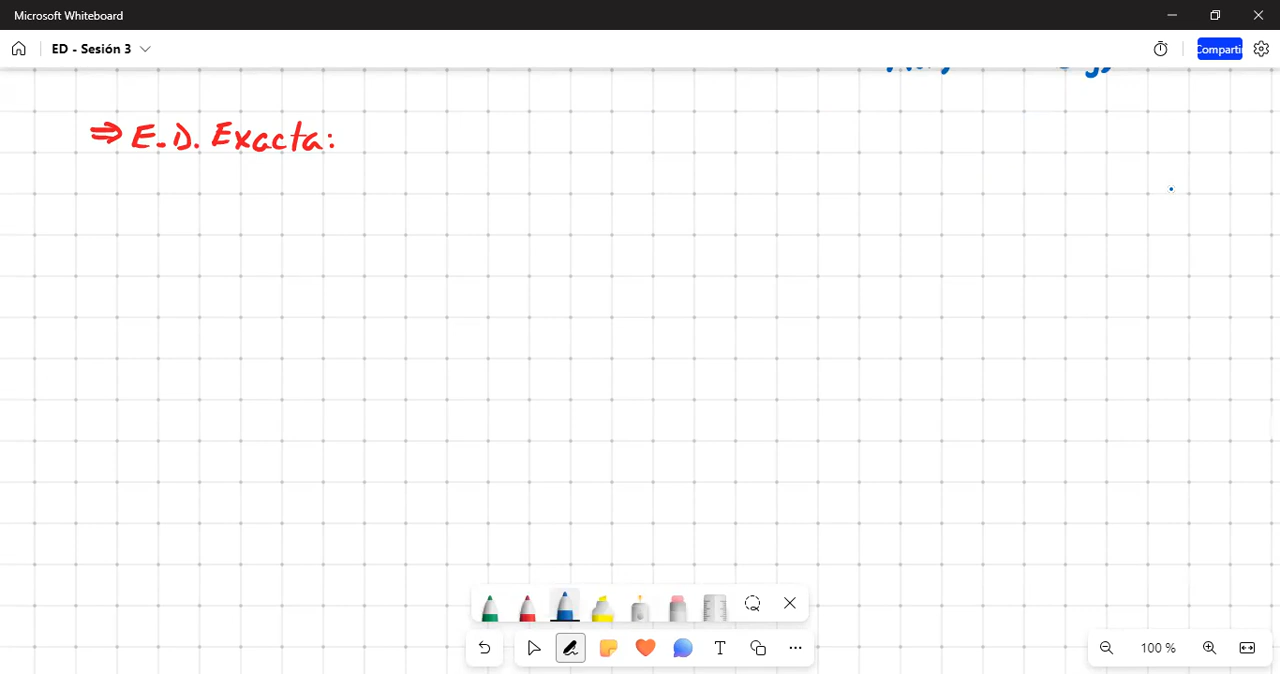 Microsoft Whiteboard
ED - Sesión 3
Comparti
⇒ E.D. Exacta:
T
100 %